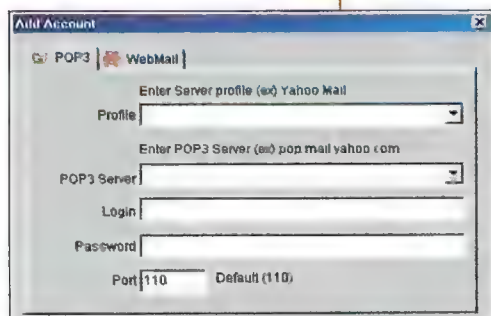 Add Account
POP3 WebMail
Enter Server profile (ex) Yahoo Mail
Profile
Enter POP3 Server (ex) pop.mail.yahoo.com
POP3 Server
Login
Password
Port 110 Default (110)